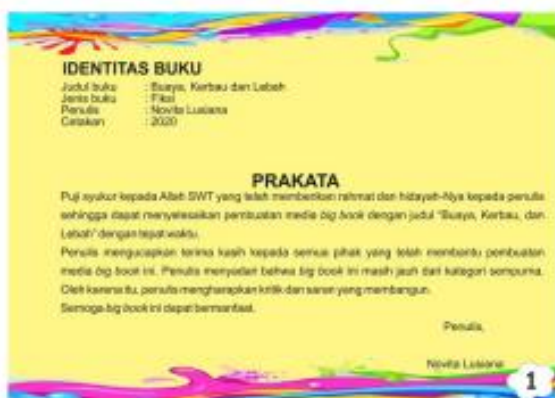 IDENTITAS BUKU
Judul buku : Buaya, Kerbau dan Lebah
Jenis buku : Fiksi
Penulis : Novita Lusiana
Cetakan : 2020
PRAKATA
Puji syukur kepada Allah SWT yang telah memberikan rahmat dan hidayah-Nya kepada penulis
sehingga dapat menyelesaikan pembuatan media big book dengan judul "Buaya, Kerbau, dan
Lebah" dengan tepat waktu.
Penulis mengucapkan terima kasih kepada semua pihak yang telah membantu pembuatan
media big book ini. Penulis menyadari bahwa big book ini masih jauh dari kategori sempurna.
Oleh karena itu, penulis mengharapkan kritik dan saran yang membangun.
Semoga big book ini dapat bermanfaat.
Penulis,
Novita Lusiana
1